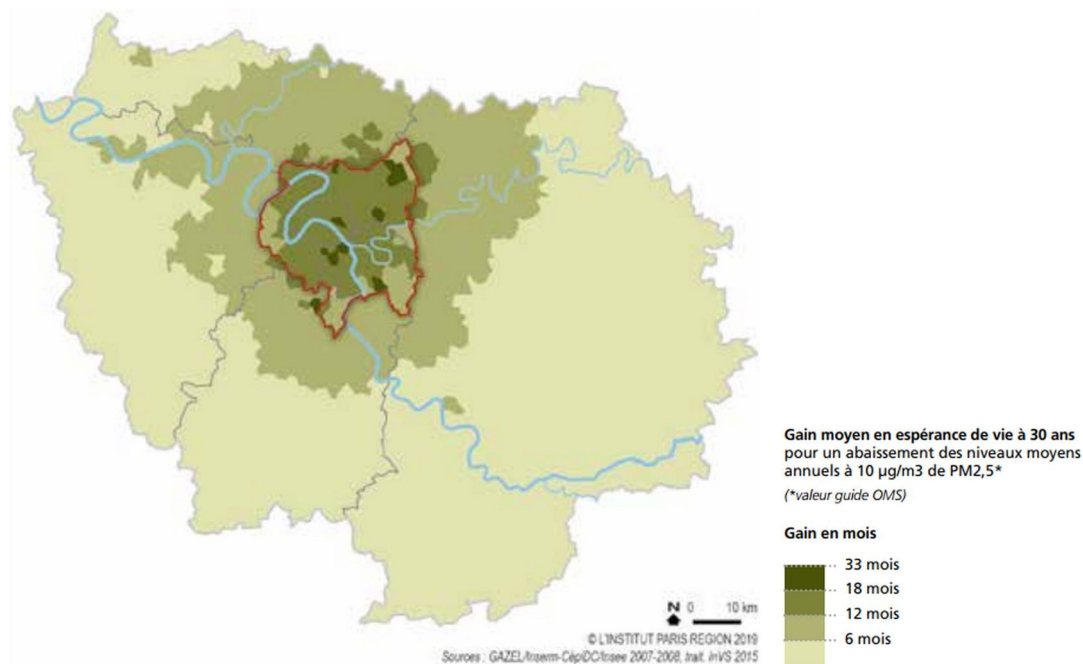 Gain moyen en espérance de vie à 30 ans
pour un abaissement des niveaux moyens
annuels à 10 µg/m3 de PM2,5*
(*valeur guide OMS)
Gain en mois
33 mois
18 mois
12 mois
6 mois
N 0 10 km
© L'INSTITUT PARIS REGION 2019
Sources : GAZEL/Inserm-CépiDC/Insee 2007-2008, trait. InVS 2015